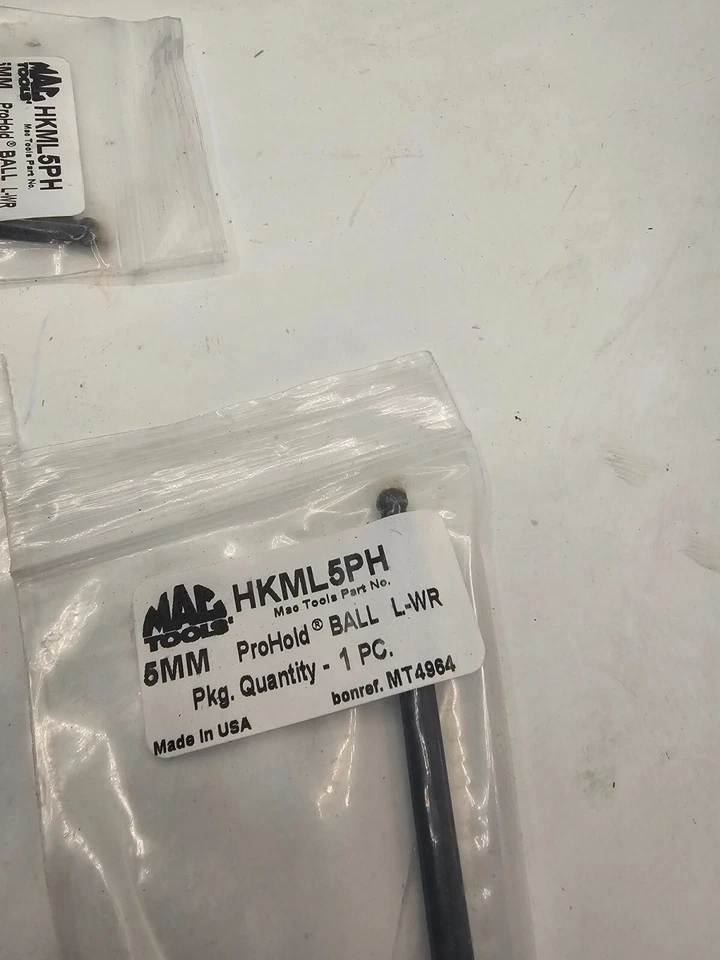 MAC TOOLS
HKML5PH
Mac Tools Part No.
5MM ProHold® BALL L-WR
MAC TOOLS®
HKML5PH
Mac Tools Part No.
5MM ProHold® BALL L-WR
Pkg. Quantity - 1 PC.
bonref. MT4964
Made In USA